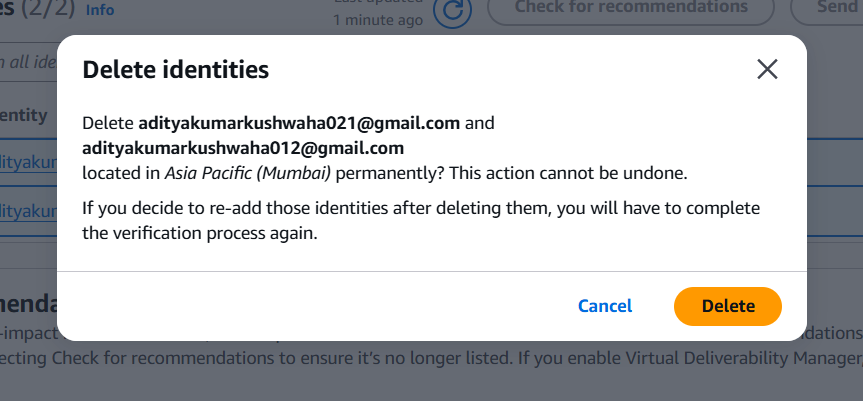 es (2/2) Info
Last updated
1 minute ago
Check for recommendations
Send
n all ide
entity
dityakur
dityakur
Delete identities
Delete adityakumarkushwaha021@gmail.com and
adityakumarkushwaha012@gmail.com
located in Asia Pacific (Mumbai) permanently? This action cannot be undone.
If you decide to re-add those identities after deleting them, you will have to complete
the verification process again.
Cancel
Delete
menda
-impact
ndations
ecting Check for recommendations to ensure it's no longer listed. If you enable Virtual Deliverability Manager,